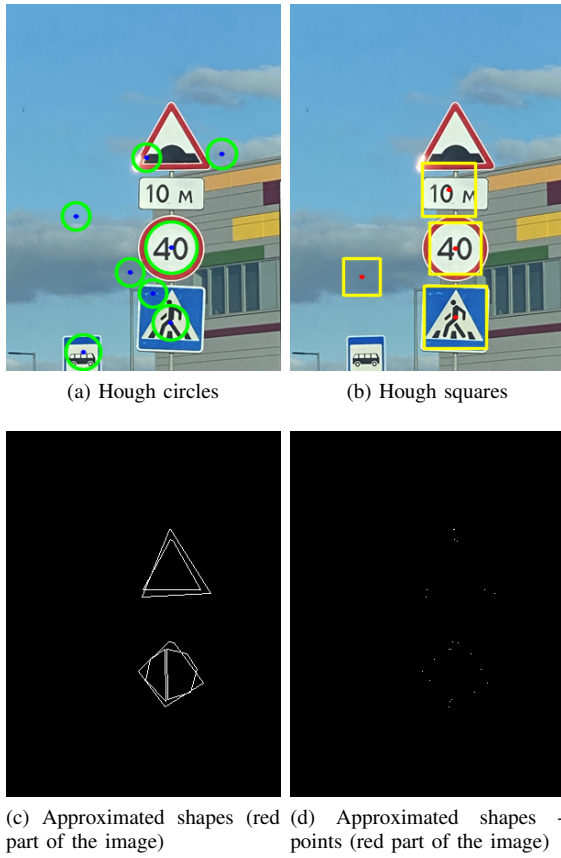 10 м
40
10 м
40
(a) Hough circles
(b) Hough squares
(c) Approximated shapes (red
part of the image)
(d) Approximated shapes -
points (red part of the image)